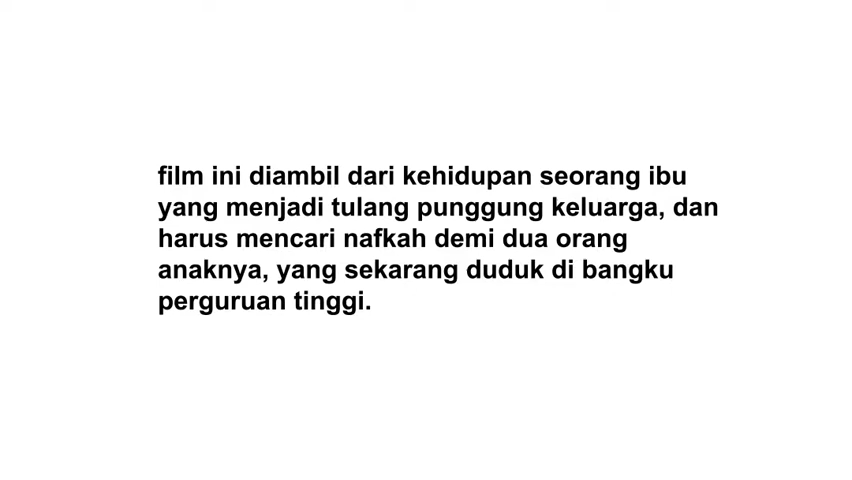 film ini diambil dari kehidupan seorang ibu
yang menjadi tulang punggung keluarga, dan
harus mencari nafkah demi dua orang
anaknya, yang sekarang duduk di bangku
perguruan tinggi.